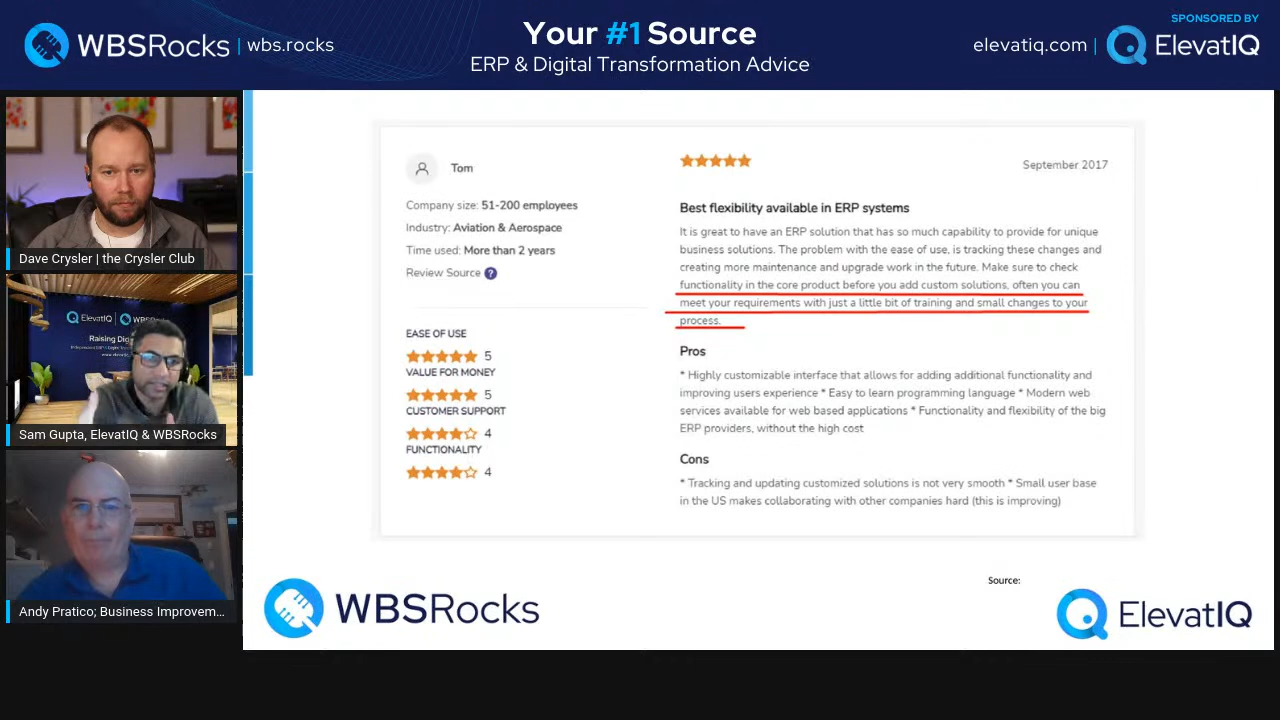 WBSRocks | wbs.rocks
Your #1 Source
ERP & Digital Transformation Advice
SPONSORED BY
elevatiq.com | ElevatIQ
Dave Crysler | the Crysler Club
ElevatIQ | WBSRocks
Raising Dig
Sam Gupta, ElevatIQ & WBSRocks
Andy Pratico; Business Improvem...
Tom
Company size: 51-200 employees
Industry: Aviation & Aerospace
Time used: More than 2 years
Review Source ?
EASE OF USE
5
VALUE FOR MONEY
5
CUSTOMER SUPPORT
4
FUNCTIONALITY
4
September 2017
Best flexibility available in ERP systems
It is great to have an ERP solution that has so much capability to provide for unique
business solutions. The problem with the ease of use, is tracking these changes and
creating more maintenance and upgrade work in the future. Make sure to check
functionality in the core product before you add custom solutions, often you can
meet your requirements with just a little bit of training and small changes to your
process.
Pros
* Highly customizable interface that allows for adding additional functionality and
improving users experience * Easy to learn programming language * Modern web
services available for web based applications * Functionality and flexibility of the big
ERP providers, without the high cost
Cons
* Tracking and updating customized solutions is not very smooth * Small user base
in the US makes collaborating with other companies hard (this is improving)
Source:
WBSRocks
ElevatIQ